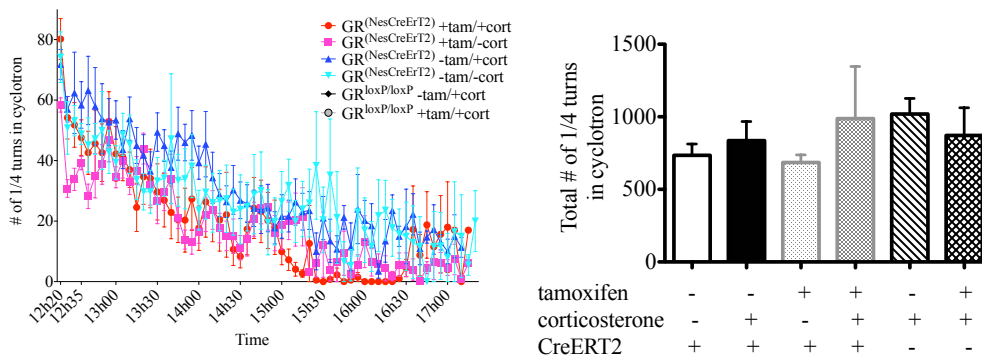 80
60
40
20
0
# of 1/4 turns in cyclotron
GR(NesCreErT2) +tam/+cort
GR(NesCreErT2) +tam/-cort
GR(NesCreErT2) -tam/+cort
GR(NesCreErT2) -tam/-cort
GRloxP/loxP -tam/+cort
GRloxP/loxP +tam/+cort
12h20
12h35
13h00
13h30
14h00
14h30
15h00
15h30
16h00
16h30
17h00
Time
1500
1000
500
0
Total # of 1/4 turns
in cyclotron
tamoxifen - - + + - +
corticosterone - + - + + +
CreERT2 + + + + - -